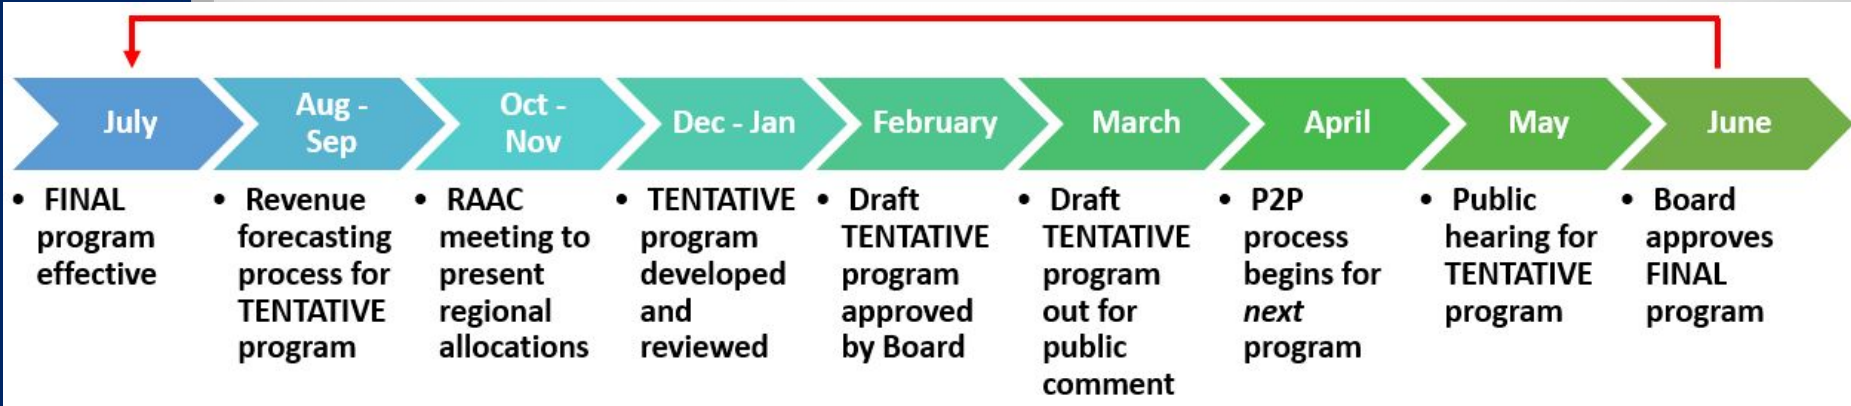 July
Aug -
Sep
Oct -
Nov
Dec - Jan
February
March
April
May
June
• FINAL
program
effective
• Revenue
forecasting
process for
TENTATIVE
program
• RAAC
meeting to
present
regional
allocations
• TENTATIVE
program
developed
and
reviewed
• Draft
TENTATIVE
program
approved
by Board
• Draft
TENTATIVE
program
out for
public
comment
• P2P
process
begins for
next
program
• Public
hearing for
TENTATIVE
program
• Board
approves
FINAL
program